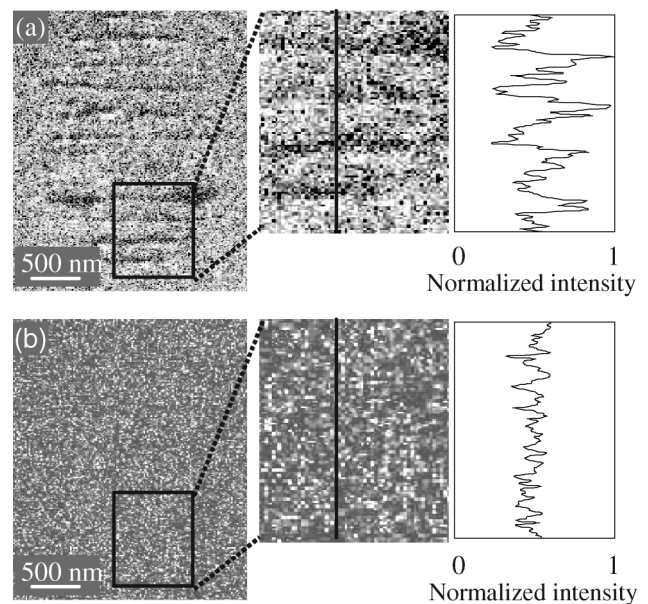 (a)
500 nm
0 1
Normalized intensity
(b)
500 nm
0 1
Normalized intensity